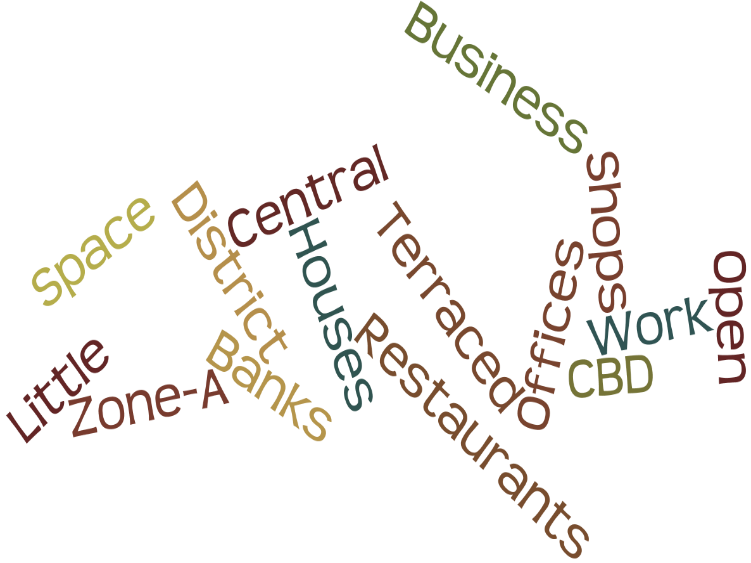 Business
Shops
Central
District
Space
Houses
Terraced
Offices
Open
Work
Restaurants
Banks
Little
CBD
Zone-A